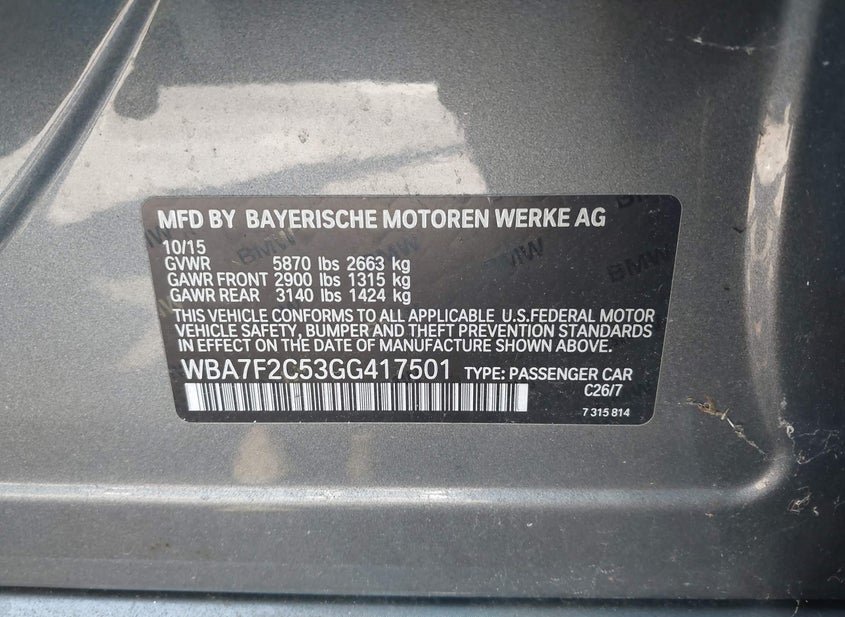 MFD BY BAYERISCHE MOTOREN WERKE AG
10/15
GVWR 5870 lbs 2663 kg
GAWR FRONT 2900 lbs 1315 kg
GAWR REAR 3140 lbs 1424 kg
THIS VEHICLE CONFORMS TO ALL APPLICABLE U.S.FEDERAL MOTOR
VEHICLE SAFETY, BUMPER AND THEFT PREVENTION STANDARDS
IN EFFECT ON THE DATE OF MANUFACTURE SHOWN ABOVE.
WBA7F2C53GG417501 TYPE: PASSENGER CAR
C26/7
7 315 814
BMW
BMW
BMW